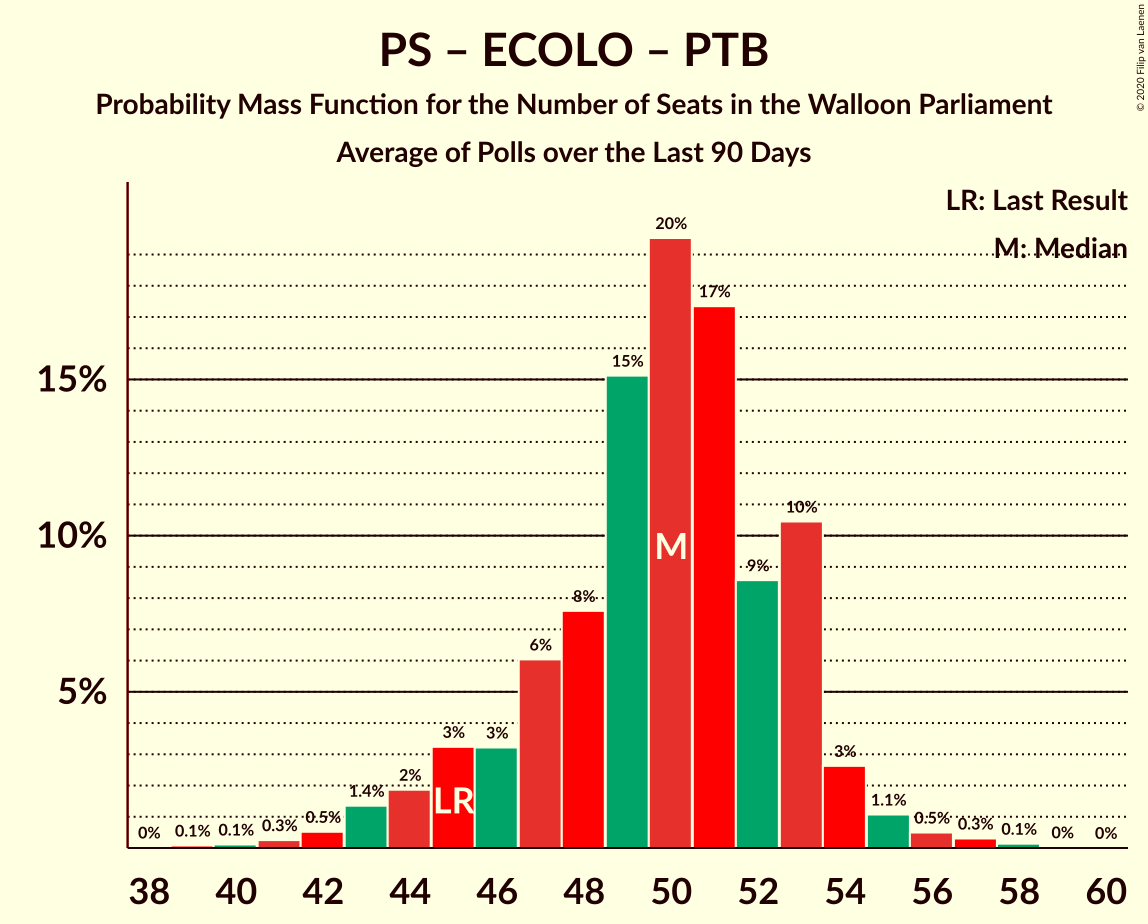 PS – ECOLO – PTB
Probability Mass Function for the Number of Seats in the Walloon Parliament
Average of Polls over the Last 90 Days
© 2020 Filip van Laenen
LR: Last Result
M: Median
15%
10%
5%
0%
0.1%
0.1%
0.3%
0.5%
1.4%
2%
3%
3%
6%
8%
15%
20%
17%
9%
10%
3%
1.1%
0.5%
0.3%
0.1%
0%
0%
LR
M
38 40 42 44 46 48 50 52 54 56 58 60